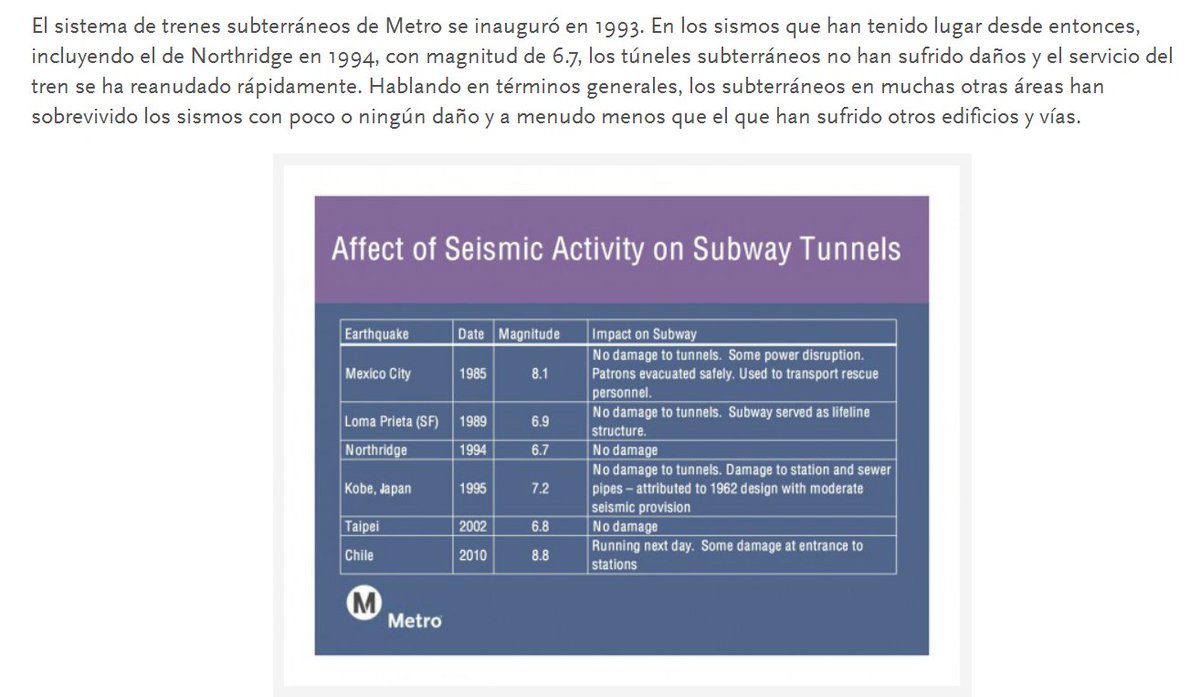 El sistema de trenes subterráneos de Metro se inauguró en 1993. En los sismos que han tenido lugar desde entonces,
incluyendo el de Northridge en 1994, con magnitud de 6.7, los túneles subterráneos no han sufrido daños y el servicio del
tren se ha reanudado rápidamente. Hablando en términos generales, los subterráneos en muchas otras áreas han
sobrevivido los sismos con poco o ningún daño y a menudo menos que el que han sufrido otros edificios y vías.
Affect of Seismic Activity on Subway Tunnels
Earthquake Date Magnitude Impact on Subway
No damage to tunnels. Some power disruption.
Mexico City 1985 8.1 Patrons evacuated safely. Used to transport rescue
personnel.
No damage to tunnels. Subway served as lifeline
Loma Prieta (SF) 1989 6.9 structure.
Northridge 1994 6.7 No damage
No damage to tunnels. Damage to station and sewer
Kobe, Japan 1995 7.2 pipes – attributed to 1962 design with moderate
seismic provision
Taipei 2002 6.8 No damage
Running next day. Some damage at entrance to
Chile 2010 8.8 stations
M
Metro